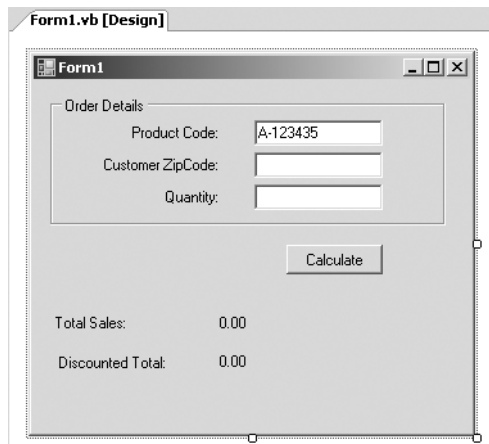 Form1.vb [Design]
Form1
Order Details
Product Code: A-123435
Customer ZipCode:
Quantity:
Calculate
Total Sales: 0.00
Discounted Total: 0.00